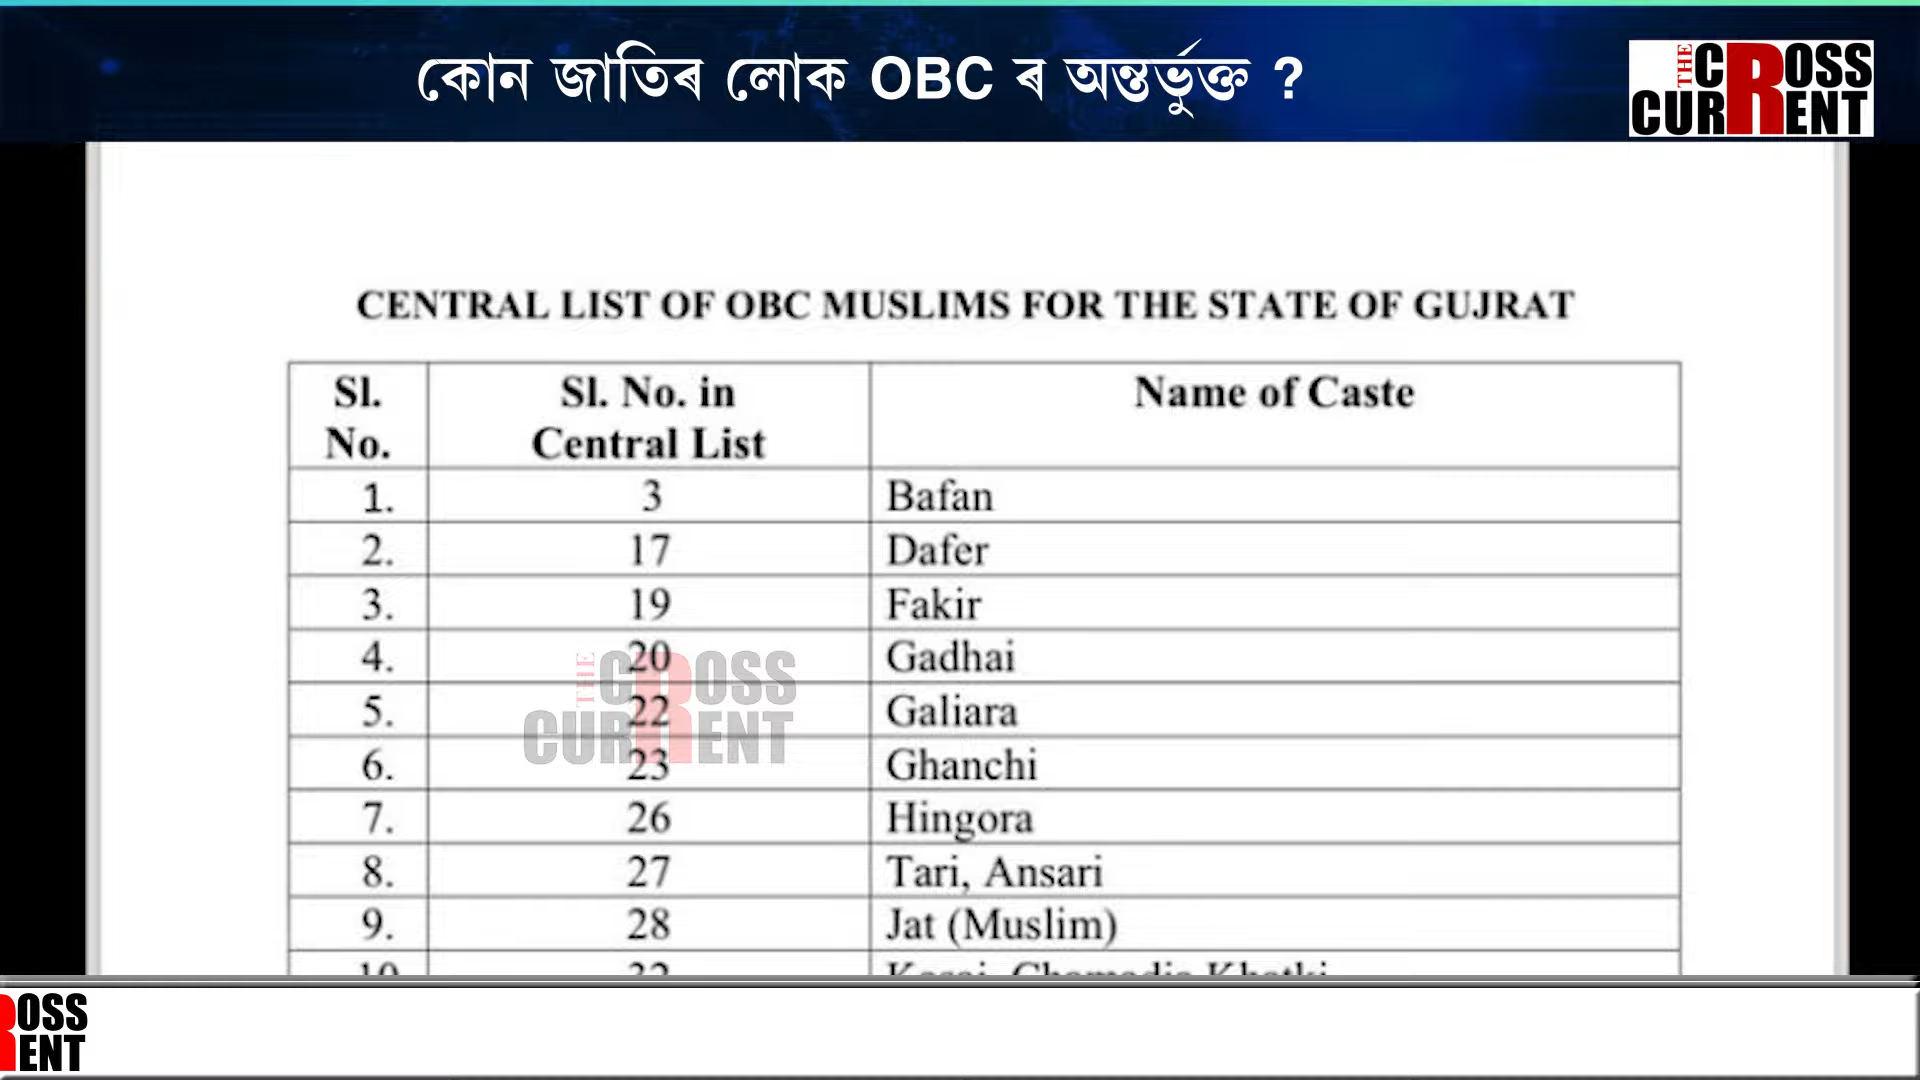 কোন জাতিৰ লোক OBC ৰ অন্তৰ্ভুক্ত ?
THE CROSS CURRENT
CENTRAL LIST OF OBC MUSLIMS FOR THE STATE OF GUJRAT
Sl. No. Sl. No. in Central List Name of Caste
1. 3 Bafan
2. 17 Dafer
3. 19 Fakir
4. 20 Gadhai
5. 22 Galiara
6. 23 Ghanchi
7. 26 Hingora
8. 27 Tari, Ansari
9. 28 Jat (Muslim)
THE CROSS CURRENT
OSS
ENT